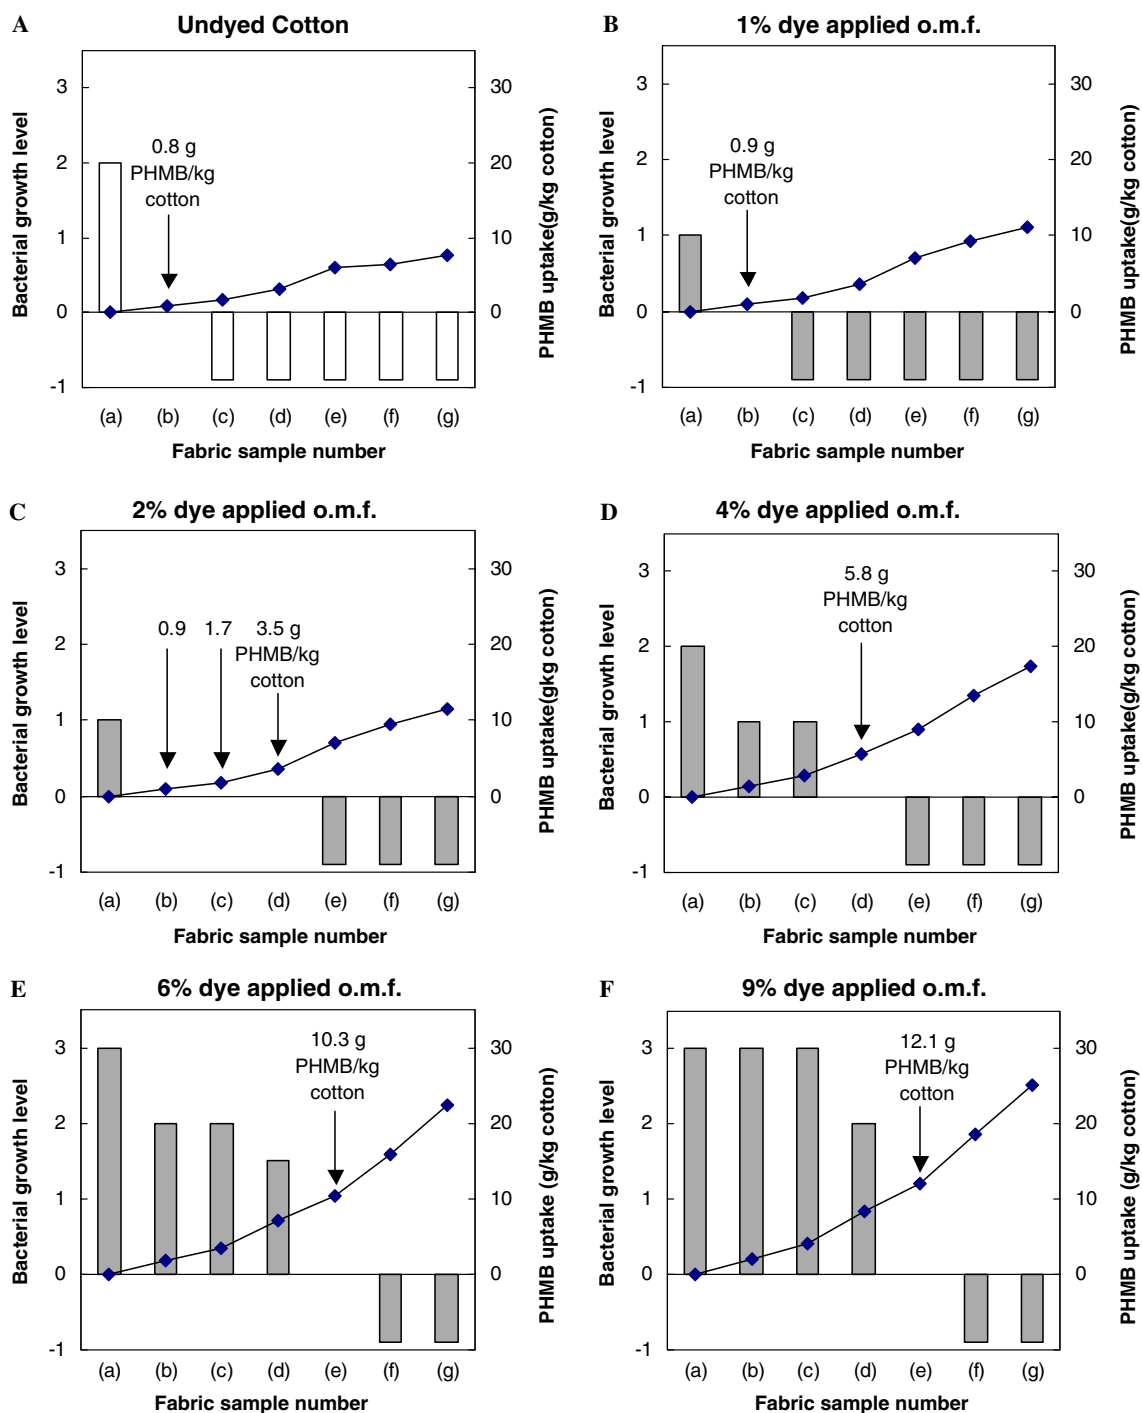 A
Undyed Cotton
Bacterial growth level
3
2
1
0
-1
0.8 g
PHMB/kg
cotton
30
20
10
0
PHMB uptake(g/kg cotton)
(a) (b) (c) (d) (e) (f) (g)
Fabric sample number
B
1% dye applied o.m.f.
Bacterial growth level
3
2
1
0
-1
0.9 g
PHMB/kg
cotton
30
20
10
0
PHMB uptake(g/kg cotton)
(a) (b) (c) (d) (e) (f) (g)
Fabric sample number
C
2% dye applied o.m.f.
Bacterial growth level
3
2
1
0
-1
0.9 1.7 3.5 g
PHMB/kg
cotton
30
20
10
0
PHMB uptake(gkg cotton)
(a) (b) (c) (d) (e) (f) (g)
Fabric sample number
D
4% dye applied o.m.f.
Bacterial growth level
3
2
1
0
-1
5.8 g
PHMB/kg
cotton
30
20
10
0
PHMB uptake(g/kg cotton)
(a) (b) (c) (d) (e) (f) (g)
Fabric sample number
E
6% dye applied o.m.f.
Bacterial growth level
3
2
1
0
-1
10.3 g
PHMB/kg
cotton
30
20
10
0
PHMB uptake (g/kg cotton)
(a) (b) (c) (d) (e) (f) (g)
Fabric sample number
F
9% dye applied o.m.f.
Bacterial growth level
3
2
1
0
-1
12.1 g
PHMB/kg
cotton
30
20
10
0
PHMB uptake (g/kg cotton)
(a) (b) (c) (d) (e) (f) (g)
Fabric sample number